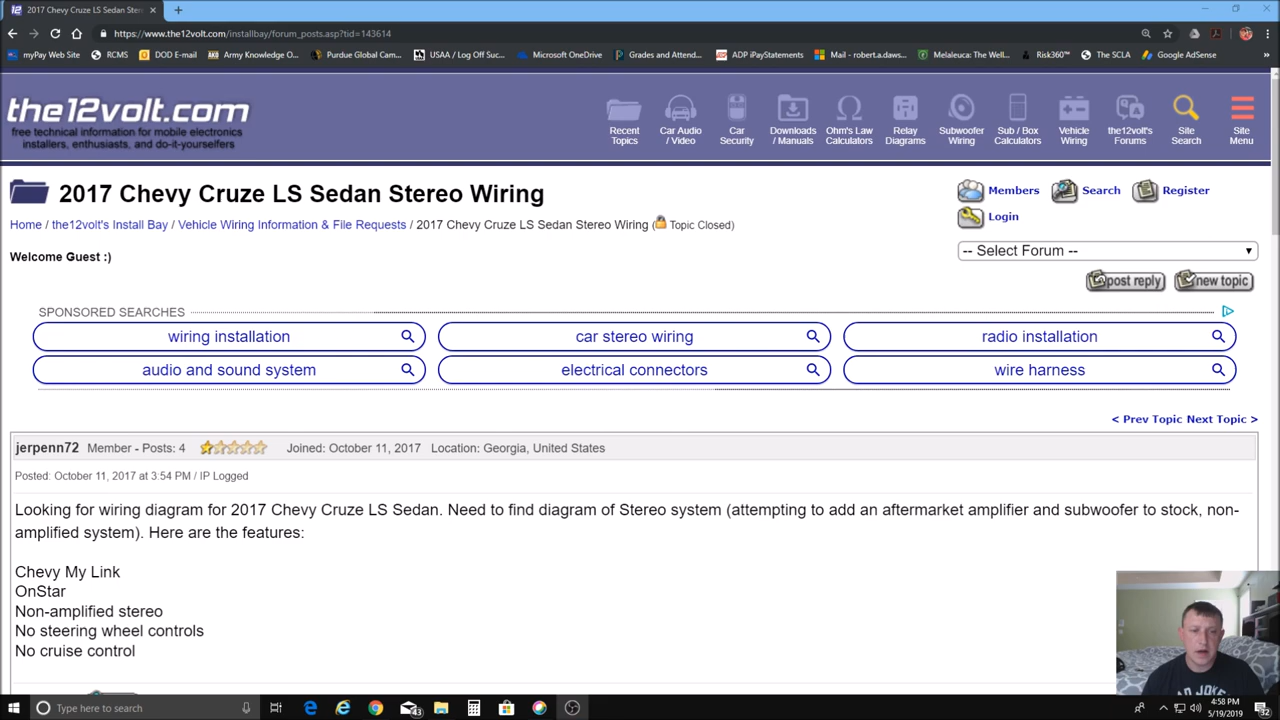 2017 Chevy Cruze LS Sedan Ster
https://www.the12volt.com/installbay/forum_posts.asp?tid=143614
myPay Web Site RCMS DOD E-mail Army Knowledge O... Purdue Global Cam... USAA / Log Off Suc... Microsoft OneDrive Grades and Attend... ADP iPayStatements Mail - robert.a.daws... Melaleuca: The Well... Risk360™ The SCLA Google AdSense
the12volt.com
free technical information for mobile electronics
installers, enthusiasts, and do-it-yourselfers
Recent Topics
Car Audio / Video
Car Security
Downloads / Manuals
Ohm's Law Calculators
Relay Diagrams
Subwoofer Wiring
Sub / Box Calculators
Vehicle Wiring
the12volt's Forums
Site Search
Site Menu
2017 Chevy Cruze LS Sedan Stereo Wiring
Members Search Register
Login
Home / the12volt's Install Bay / Vehicle Wiring Information & File Requests / 2017 Chevy Cruze LS Sedan Stereo Wiring ( Topic Closed)
Welcome Guest :)
-- Select Forum --
post reply new topic
SPONSORED SEARCHES
wiring installation car stereo wiring radio installation
audio and sound system electrical connectors wire harness
< Prev Topic Next Topic >
jerpenn72 Member - Posts: 4 Joined: October 11, 2017 Location: Georgia, United States
Posted: October 11, 2017 at 3:54 PM / IP Logged
Looking for wiring diagram for 2017 Chevy Cruze LS Sedan. Need to find diagram of Stereo system (attempting to add an aftermarket amplifier and subwoofer to stock, non-
amplified system). Here are the features:
Chevy My Link
OnStar
Non-amplified stereo
No steering wheel controls
No cruise control
Type here to search
43
4:58 PM
5/19/2019
32